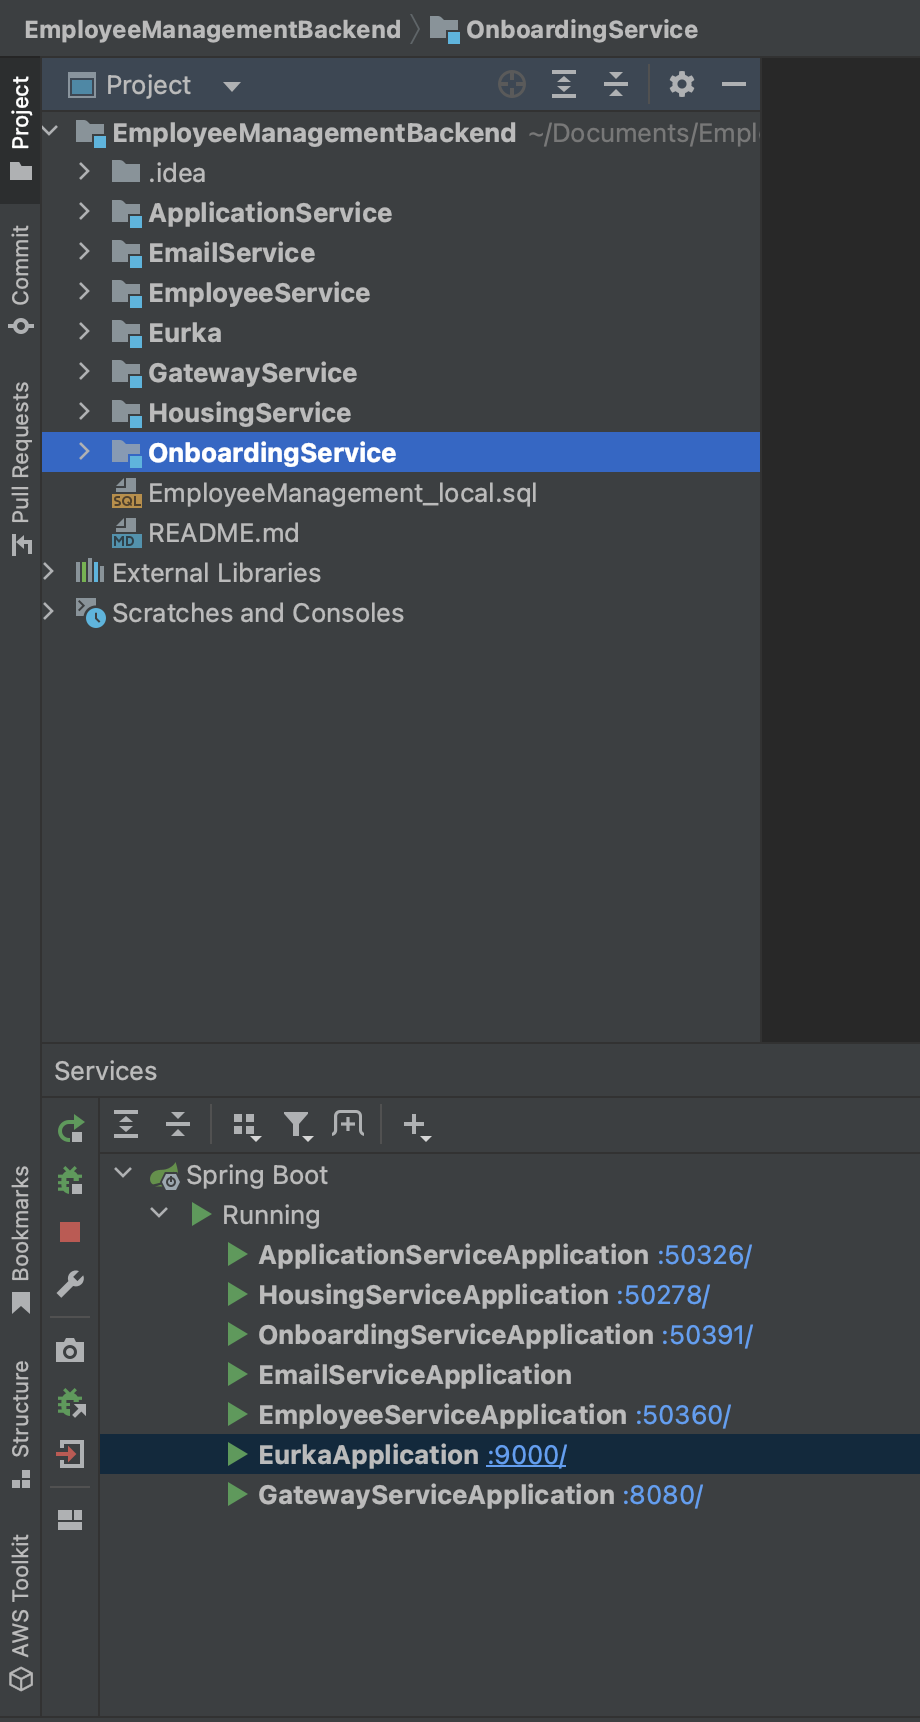 EmployeeManagementBackend OnboardingService
Project
Project
Commit
Pull Requests
EmployeeManagementBackend ~/Documents/Empl
.idea
ApplicationService
EmailService
EmployeeService
Eurka
GatewayService
HousingService
OnboardingService
SQL EmployeeManagement_local.sql
MD README.md
External Libraries
Scratches and Consoles
Services
Bookmarks
Structure
AWS Toolkit
Spring Boot
Running
ApplicationServiceApplication :50326/
HousingServiceApplication :50278/
OnboardingServiceApplication :50391/
EmailServiceApplication
EmployeeServiceApplication :50360/
EurkaApplication :9000/
GatewayServiceApplication :8080/